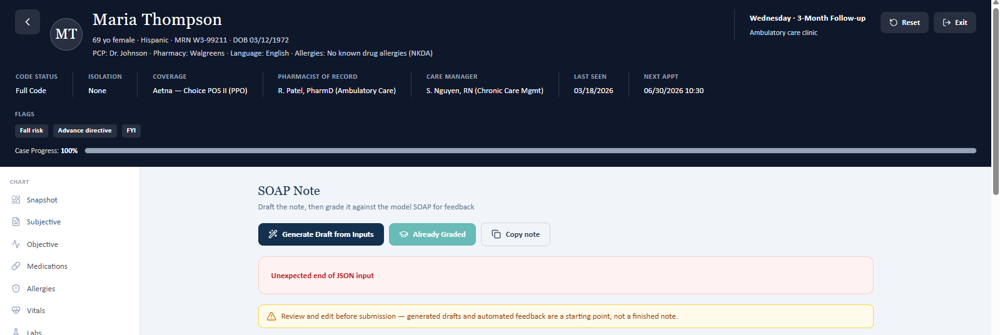 Maria Thompson
MT
69 yo female · Hispanic · MRN W3-99211 · DOB 03/12/1972
PCP: Dr. Johnson · Pharmacy: Walgreens · Language: English · Allergies: No known drug allergies (NKDA)
Wednesday · 3-Month Follow-up
Ambulatory care clinic
Reset
Exit
CODE STATUS
Full Code
ISOLATION
None
COVERAGE
Aetna — Choice POS II (PPO)
PHARMACIST OF RECORD
R. Patel, PharmD (Ambulatory Care)
CARE MANAGER
S. Nguyen, RN (Chronic Care Mgmt)
LAST SEEN
03/18/2026
NEXT APPT
06/30/2026 10:30
FLAGS
Fall risk
Advance directive
FYI
Case Progress: 100%
CHART
Snapshot
Subjective
Objective
Medications
Allergies
Vitals
Labs
SOAP Note
Draft the note, then grade it against the model SOAP for feedback
Generate Draft from Inputs
Already Graded
Copy note
Unexpected end of JSON input
Review and edit before submission — generated drafts and automated feedback are a starting point, not a finished note.